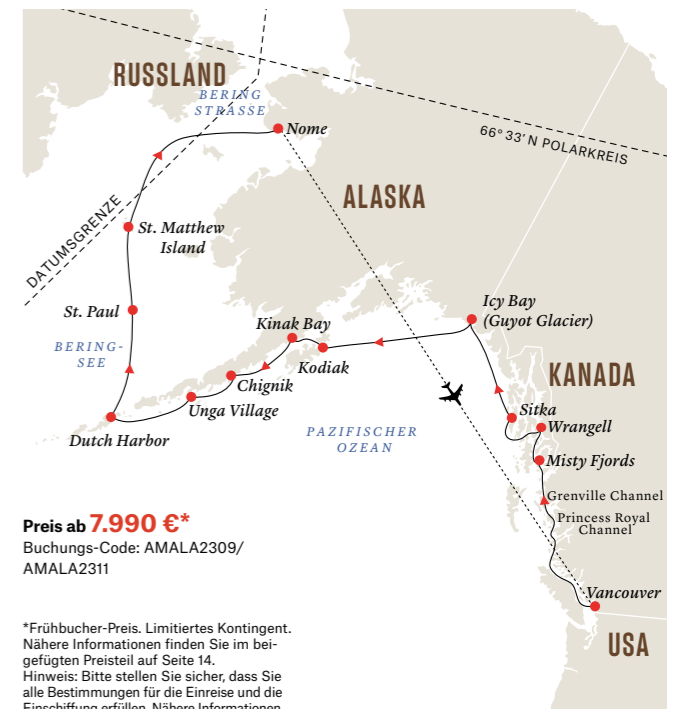 RUSSLAND
BERING
STRASSE
Nome
66°33’N POLARKREIS
ALASKA
DATUMSGRENZE
St. Matthew
Island
St. Paul
Icy Bay
(Guyot Glacier)
Kinak Bay
BERING-
SEE
Kodiak
KANADA
Chignik
Unga Village
Sitka
Wrangell
Dutch Harbor
PAZIFISCHER
OZEAN
Misty Fjords
Grenville Channel
Princess Royal
Channel
Vancouver
USA
Preis ab 7.990 €*
Buchungs-Code: AMALA2309/
AMALA2311
*Frühbucher-Preis. Limitiertes Kontingent.
Nähere Informationen finden Sie im bei-
gefügten Preisteil auf Seite 14.
Hinweis: Bitte stellen Sie sicher, dass Sie
alle Bestimmungen für die Einreise und die
Einschiffung erfüllen. Nähere Informationen